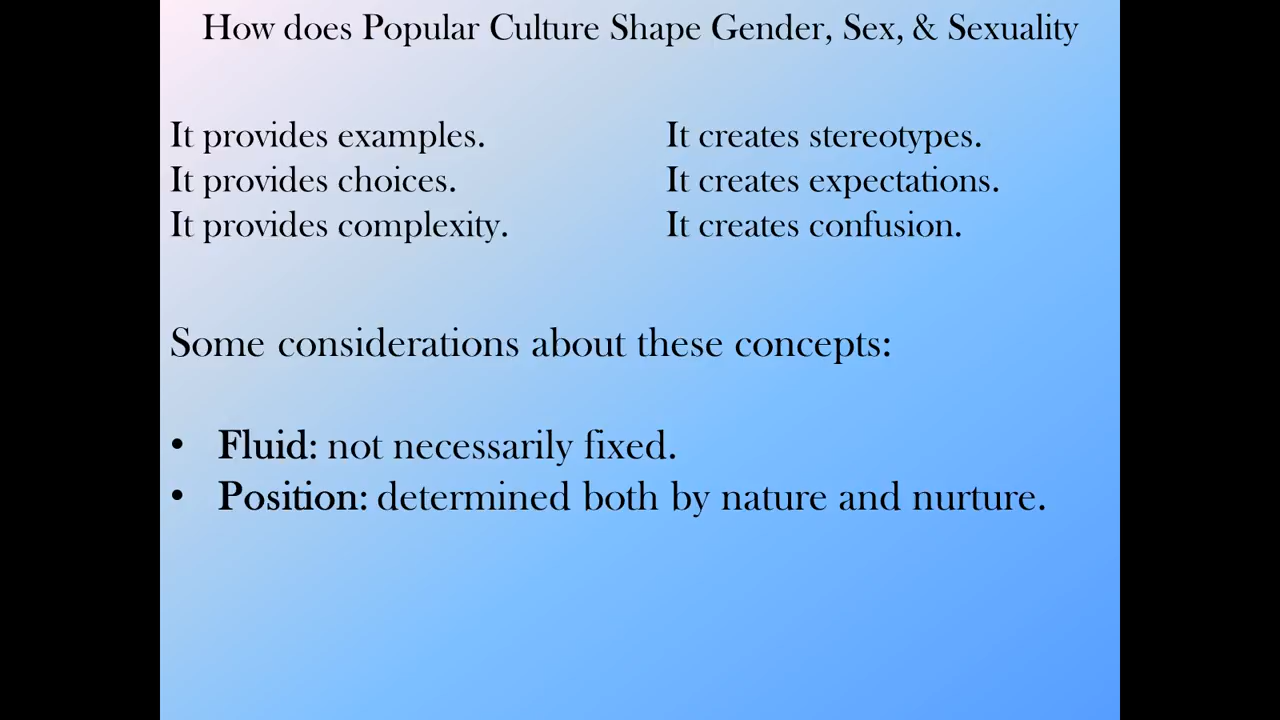 How does Popular Culture Shape Gender, Sex, & Sexuality
It provides examples.
It provides choices.
It provides complexity.
It creates stereotypes.
It creates expectations.
It creates confusion.
Some considerations about these concepts:
• Fluid: not necessarily fixed.
• Position: determined both by nature and nurture.